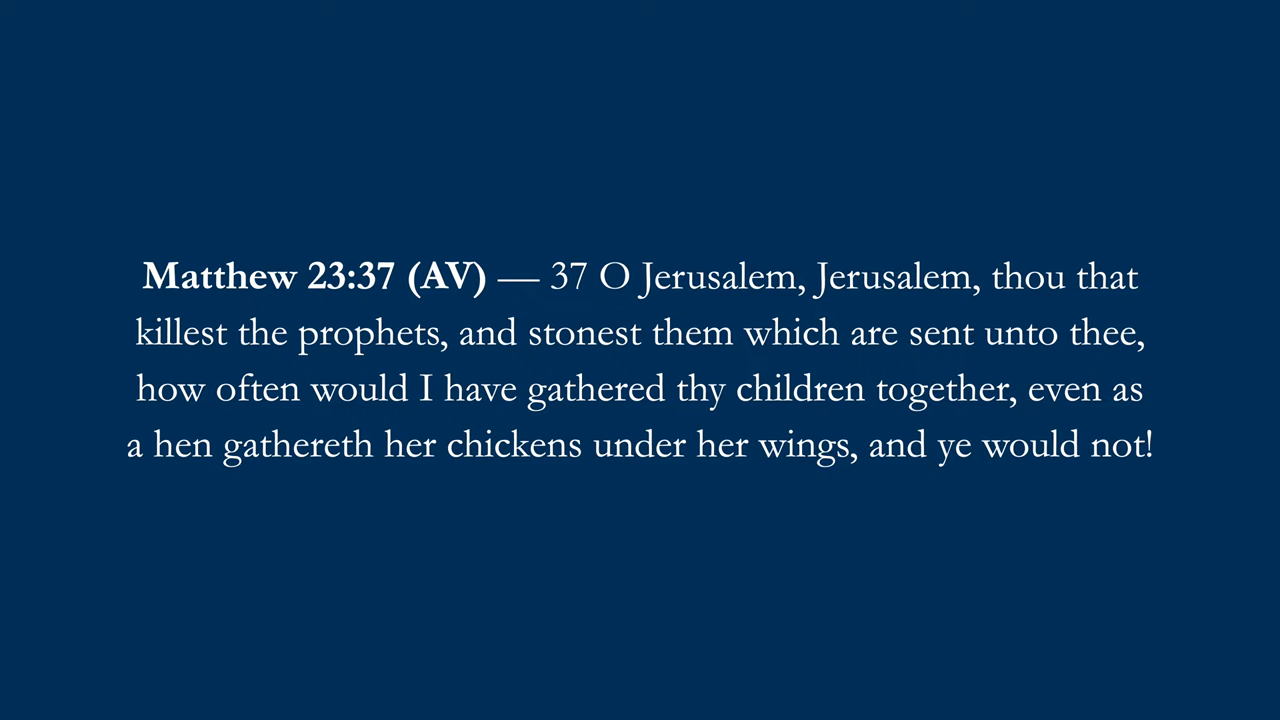 Matthew 23:37 (AV) — 37 O Jerusalem, Jerusalem, thou that
killest the prophets, and stonest them which are sent unto thee,
how often would I have gathered thy children together, even as
a hen gathereth her chickens under her wings, and ye would not!